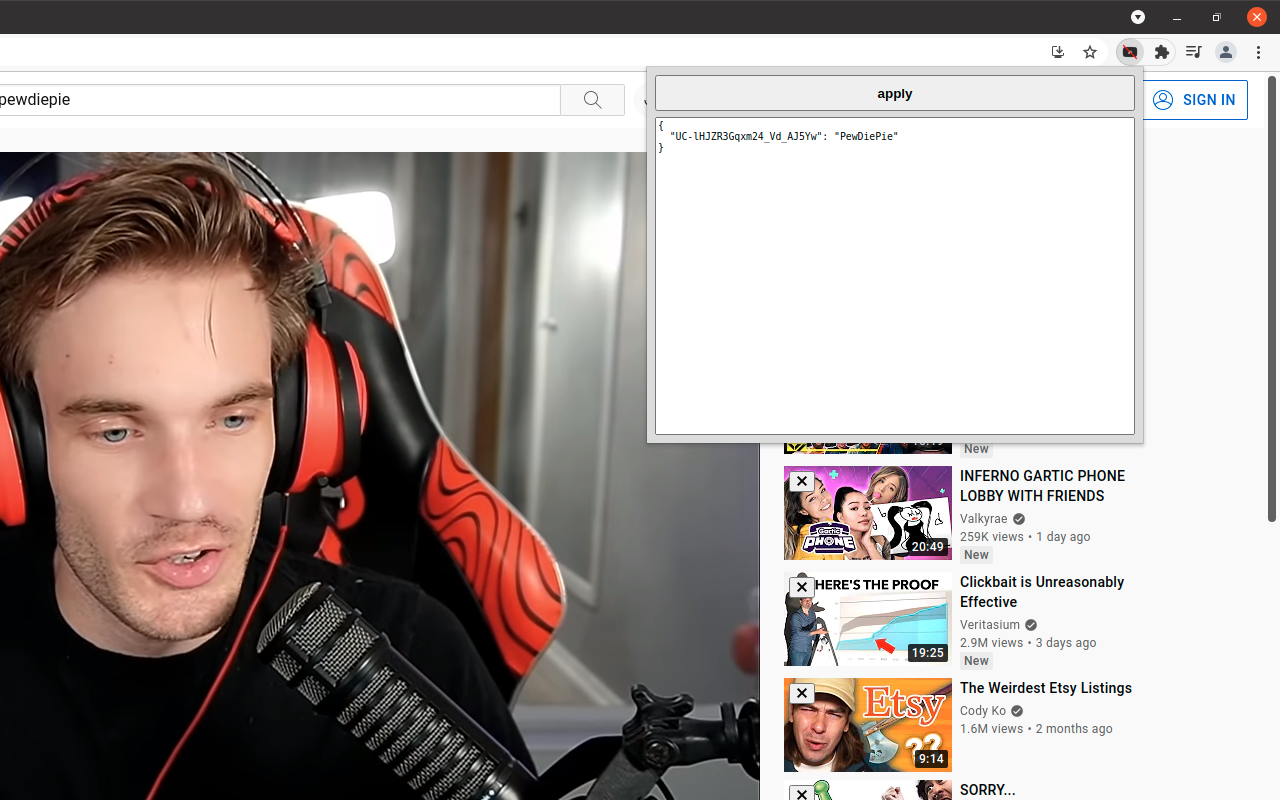 pewdiepie
apply
SIGN IN
{
"UC-lHJZR3Gqxm24_Vd_AJ5Yw": "PewDiePie"
}
New
INFERNO GARTIC PHONE
LOBBY WITH FRIENDS
Valkyrae
259K views • 1 day ago
New
GARTIC
PHONE
20:49
HERE'S THE PROOF
19:25
Clickbait is Unreasonably
Effective
Veritasium
2.9M views • 3 days ago
New
Etsy
??
9:14
The Weirdest Etsy Listings
Cody Ko
1.6M views • 2 months ago
SORRY...